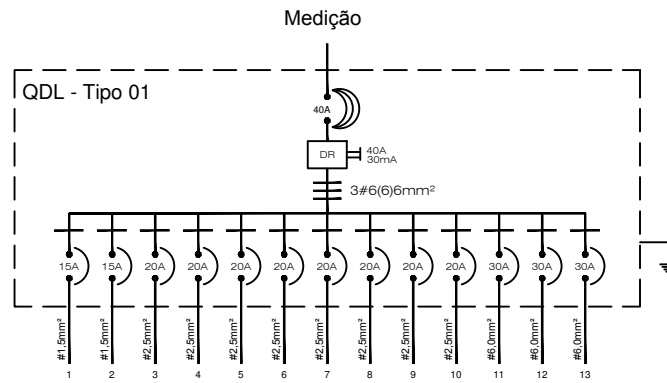 Medição
QDL - Tipo 01
40A
DR
40A
30mA
3#6(6)6mm²
15A 15A 20A 20A 20A 20A 20A 20A 20A 20A 30A 30A 30A
#1,5mm² #1,5mm² #2,5mm² #2,5mm² #2,5mm² #2,5mm² #2,5mm² #2,5mm² #2,5mm² #2,5mm² #6,0mm² #6,0mm² #6,0mm²
1 2 3 4 5 6 7 8 9 10 11 12 13